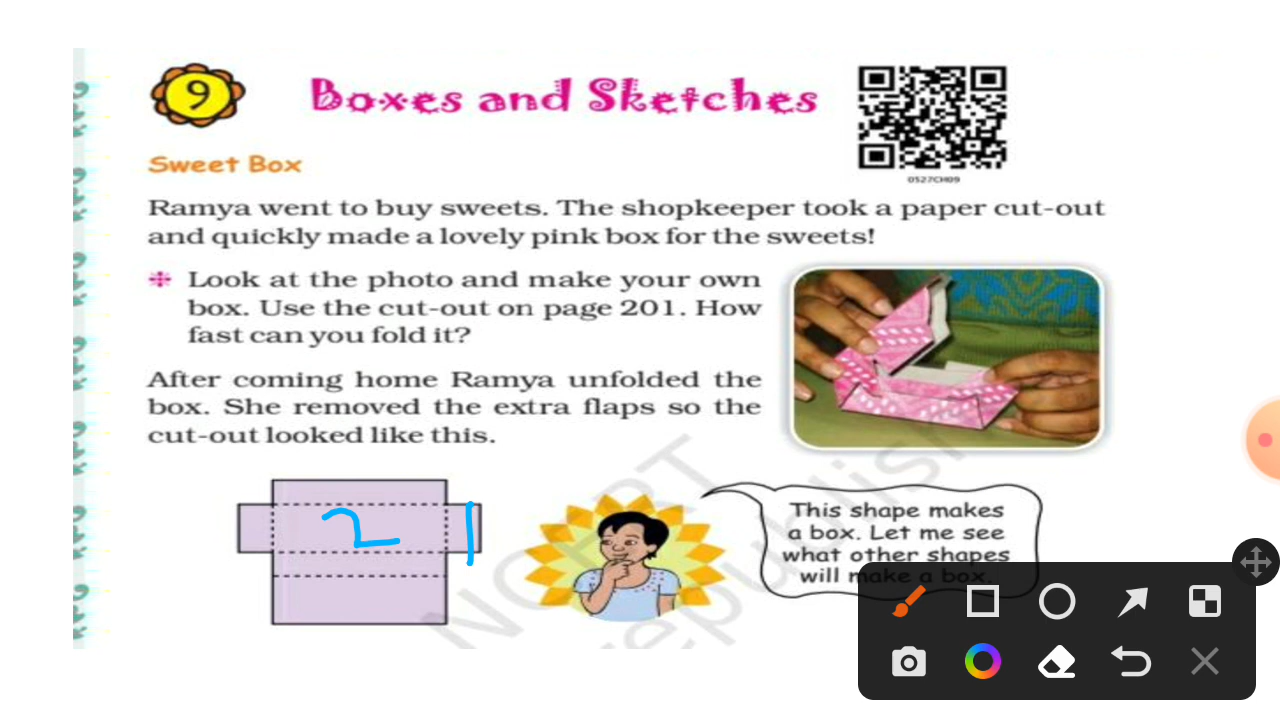 9
Boxes and Sketches
0527CH09
Sweet Box
Ramya went to buy sweets. The shopkeeper took a paper cut-out
and quickly made a lovely pink box for the sweets!
Look at the photo and make your own
box. Use the cut-out on page 201. How
fast can you fold it?
After coming home Ramya unfolded the
box. She removed the extra flaps so the
cut-out looked like this.
2
1
This shape makes
a box. Let me see
what other shapes
will make a box.
NCERT
republish